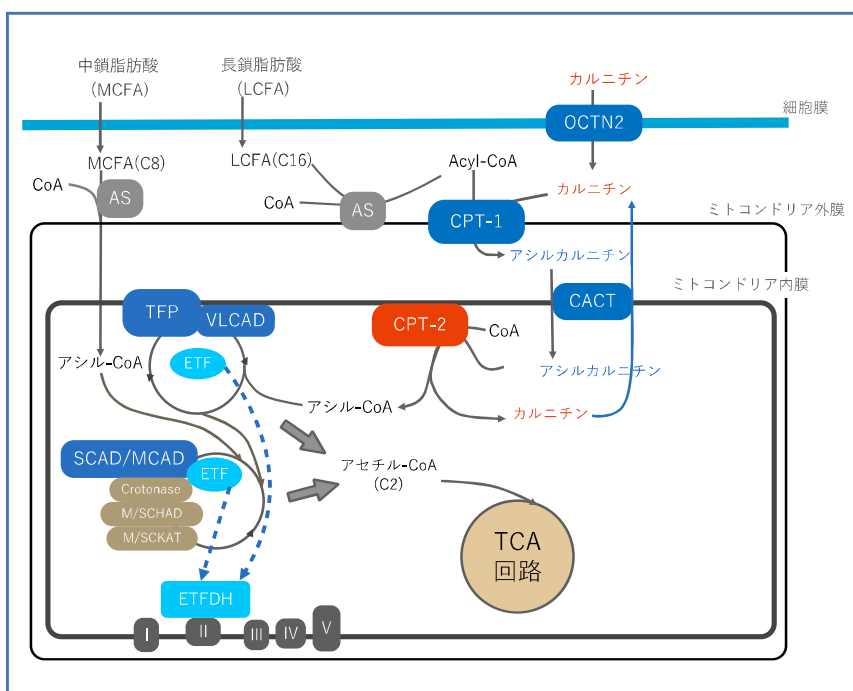 中鎖脂肪酸
(MCFA)
長鎖脂肪酸
(LCFA)
カルニチン
細胞膜
OCTN2
MCFA(C8)
LCFA(C16)
Acyl-CoA
CoA
AS
CoA
AS
カルニチン
CPT-1
ミトコンドリア外膜
アシルカルニチン
ミトコンドリア内膜
TFP
VLCAD
CPT-2
CoA
CACT
アシル-CoA
ETF
アシルカルニチン
アシル-CoA
カルニチン
SCAD/MCAD
ETF
アセチル-CoA
(C2)
Crotonase
M/SCHAD
M/SCKAT
TCA
回路
ETFDH
I
II
III
IV
V